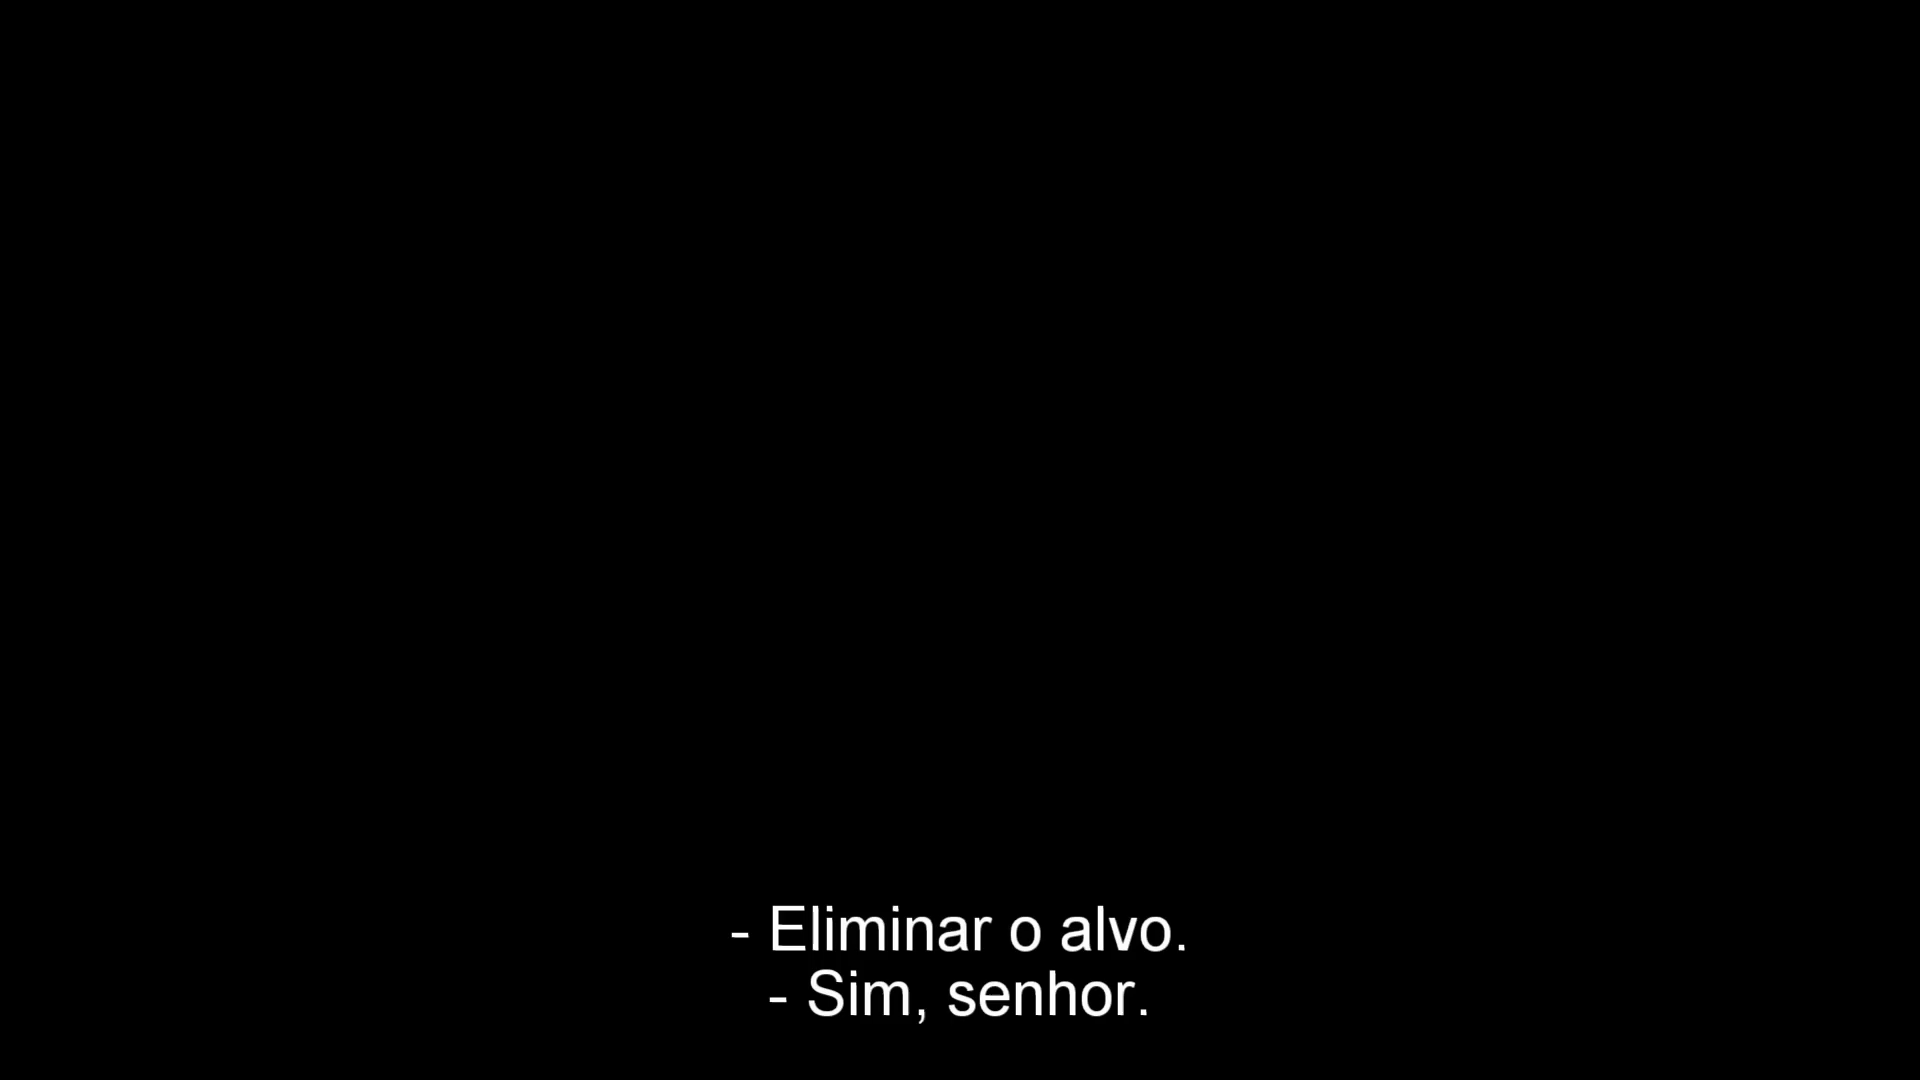 - Eliminar o alvo.
- Sim, senhor.